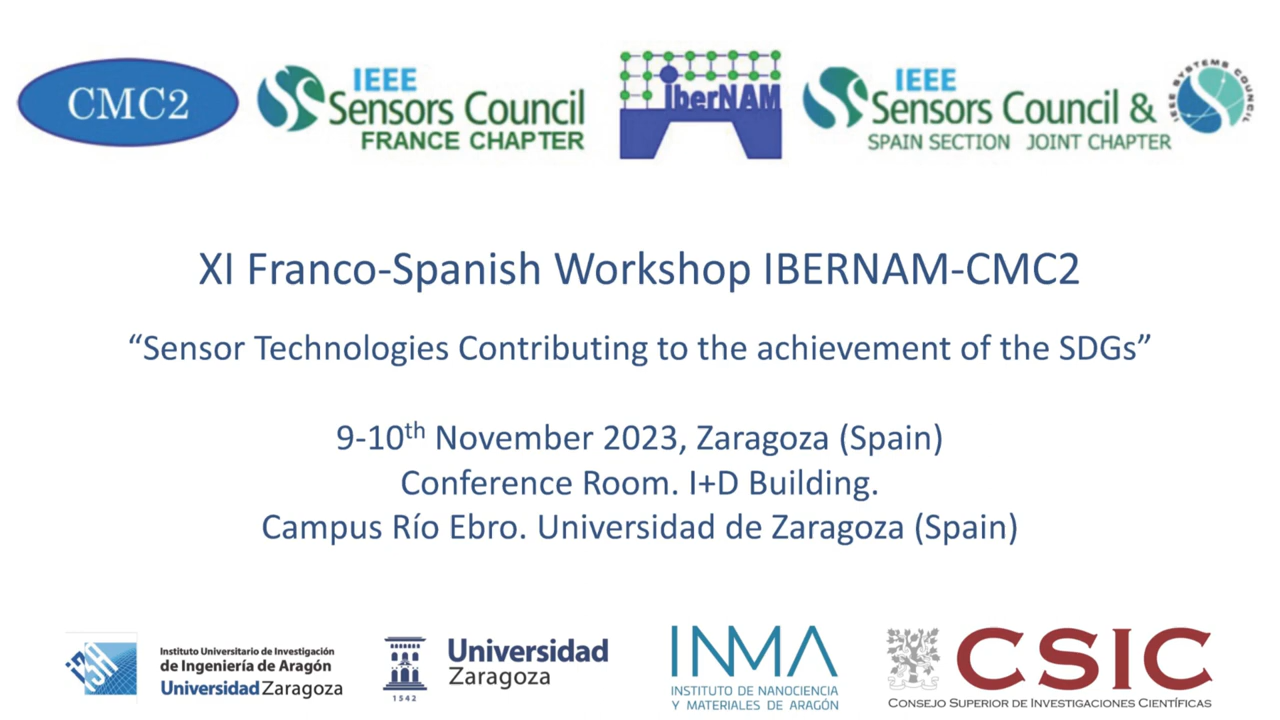 CMC2
IEEE
Sensors Council
FRANCE CHAPTER
IberNAM
IEEE
Sensors Council &
SPAIN SECTION JOINT CHAPTER
IEEE SYSTEMS COUNCIL
XI Franco-Spanish Workshop IBERNAM-CMC2
“Sensor Technologies Contributing to the achievement of the SDGs”
9-10th November 2023, Zaragoza (Spain)
Conference Room. I+D Building.
Campus Río Ebro. Universidad de Zaragoza (Spain)
i3A
Instituto Universitario de Investigación
de Ingeniería de Aragón
Universidad Zaragoza
1542
Universidad
Zaragoza
INMA
INSTITUTO DE NANOCIENCIA
Y MATERIALES DE ARAGÓN
CSIC
CONSEJO SUPERIOR DE INVESTIGACIONES CIENTÍFICAS